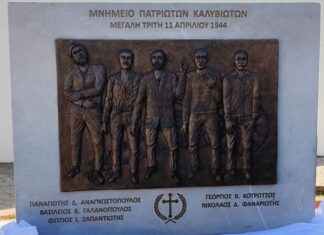 ΜΝΗΜΕΙΟ ΠΑΤΡΙΩΤΩΝ ΚΑΛΥΒΙΩΤΩΝ
ΜΕΓΑΛΗ ΤΡΙΤΗ 11 ΑΠΡΙΛΙΟΥ 1944
ΠΑΝΑΓΙΩΤΗΣ Δ. ΑΝΑΓΝΩΣΤΟΠΟΥΛΟΣ
ΒΑΣΙΛΕΙΟΣ Δ. ΓΑΛΑΝΟΠΟΥΛΟΣ
ΦΩΤΙΟΣ Ι. ΖΑΠΑΝΤΙΩΤΗΣ
ΓΕΩΡΓΙΟΣ Β. ΚΟΤΡΩΤΣΟΣ
ΝΙΚΟΛΑΟΣ Δ. ΦΑΝΑΡΙΩΤΗΣ